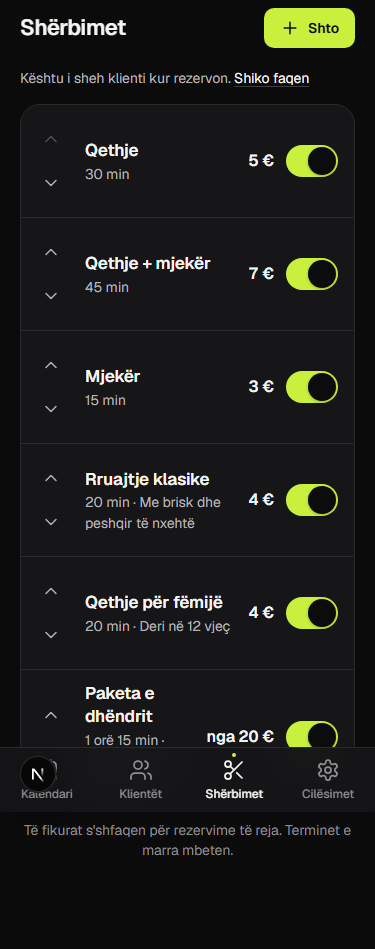 Shërbimet
Shto
Kështu i sheh klienti kur rezervon. Shiko faqen
Qethje
30 min
5 €
Qethje + mjekër
45 min
7 €
Mjekër
15 min
3 €
Rruajtje klasike
20 min · Me brisk dhe
peshqir të nxehtë
4 €
Qethje për fëmijë
20 min · Deri në 12 vjeç
4 €
Paketa e
dhëndrit
1 orë 15 min ·
nga 20 €
N
Kalendari
Klientët
Shërbimet
Cilësimet
Të fikurat s'shfaqen për rezervime të reja. Terminet e
marra mbeten.